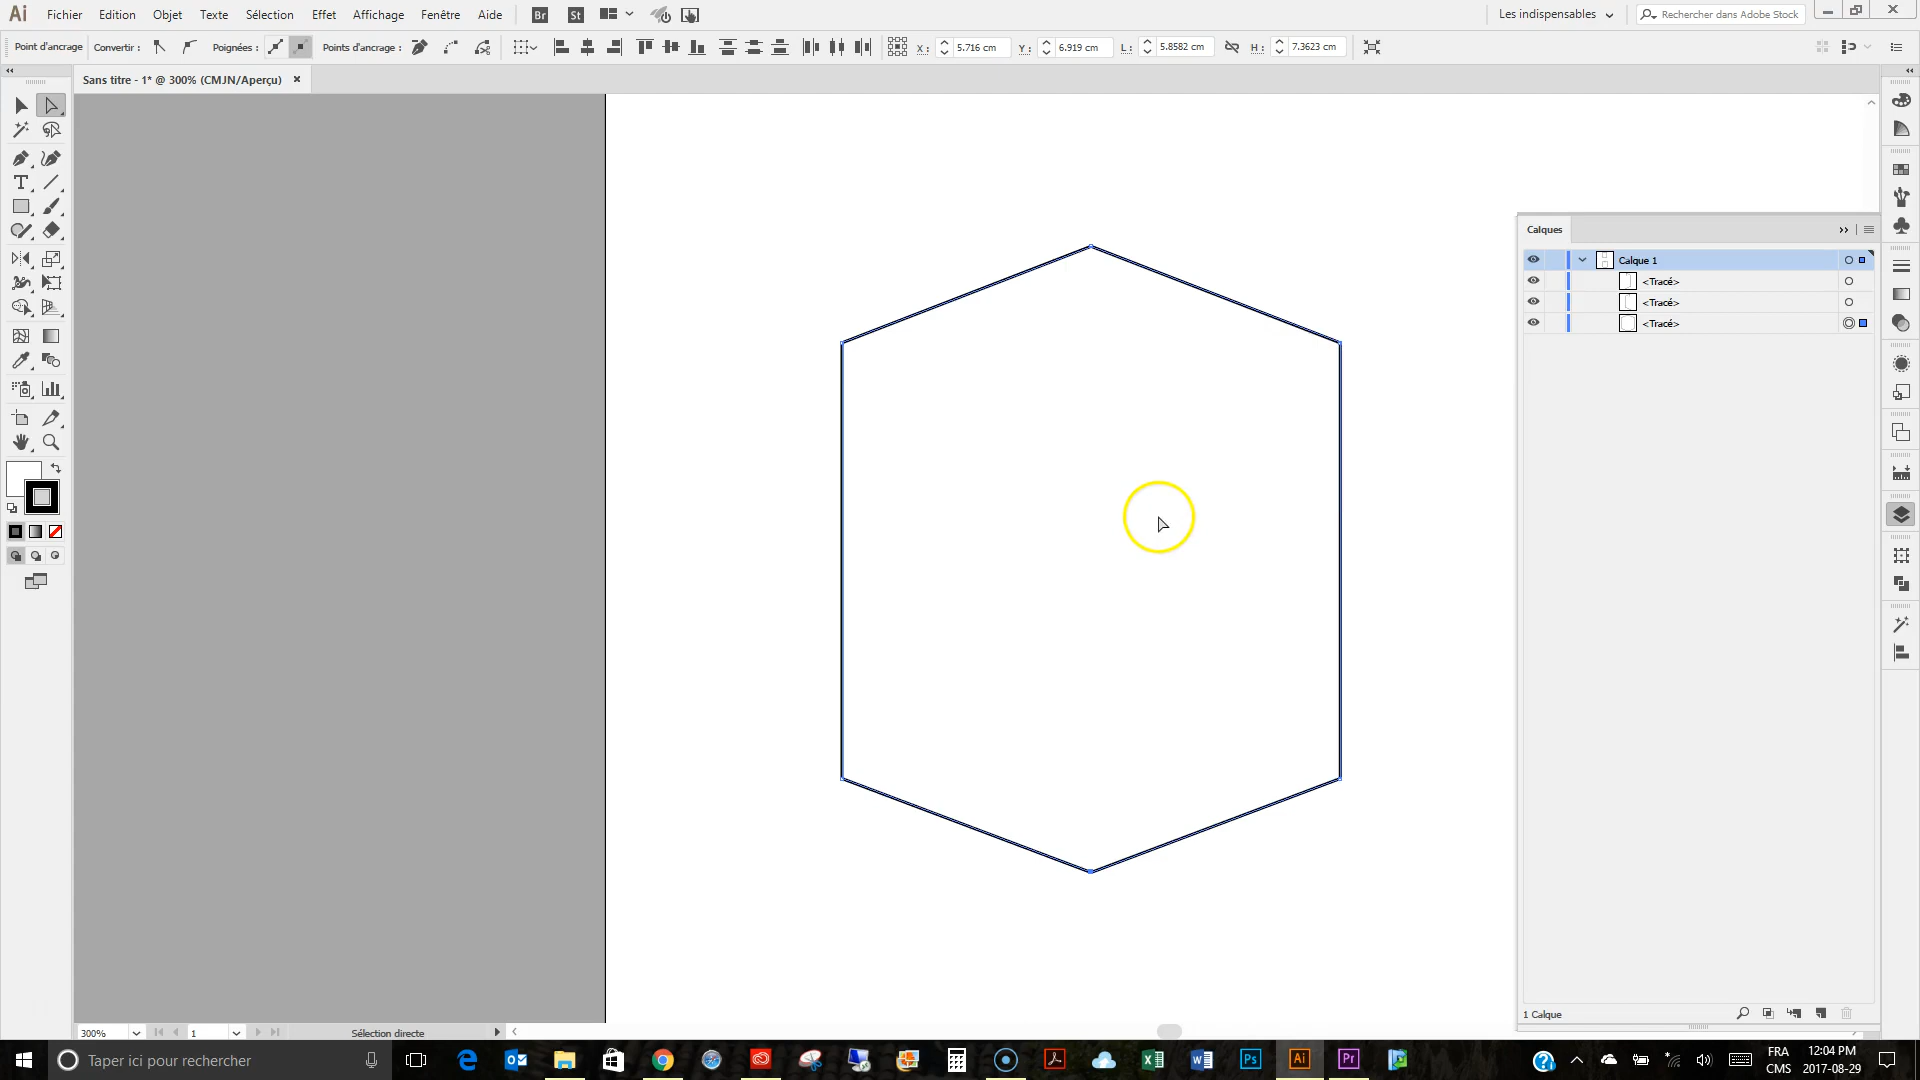 Ai Fichier Edition Objet Texte Sélection Effet Affichage Fenêtre Aide Br St Les indispensables Rechercher dans Adobe Stock
Point d'ancrage Convertir : Poignées : Points d'ancrage : X : 5.716 cm Y : 6.919 cm L : 5.8582 cm H : 7.3623 cm
Sans titre - 1* @ 300% (CMJN/Aperçu) ×
Calques
Calque 1
<Tracé>
<Tracé>
<Tracé>
1 Calque
300% 1 Sélection directe
Taper ici pour rechercher Ps Ai Pr FRA 12:04 PM
CMS 2017-08-29